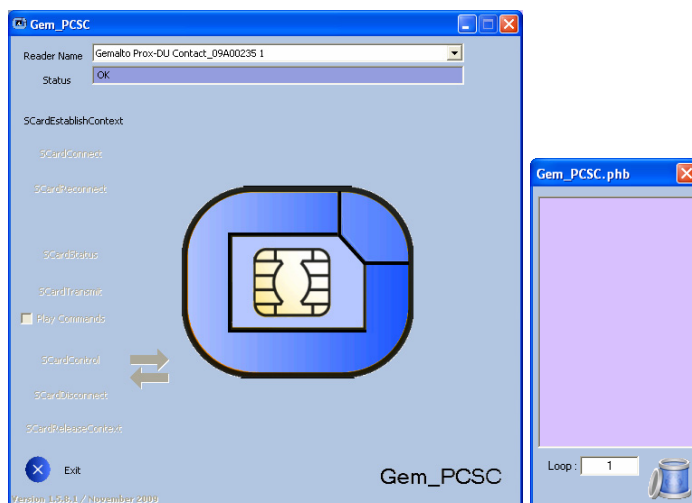 Gem_PCSC
Reader Name Gemalto Prox-DU Contact_09A00235 1
Status OK
SCardEstablishContext
SCardConnect
SCardReconnect
SCardStatus
SCardTransmit
Play Commands
SCardControl
SCardDisconnect
SCardReleaseContext
Exit
Gem_PCSC
Version 1.5.8.1 / November 2009
Gem_PCSC.phb
Loop : 1